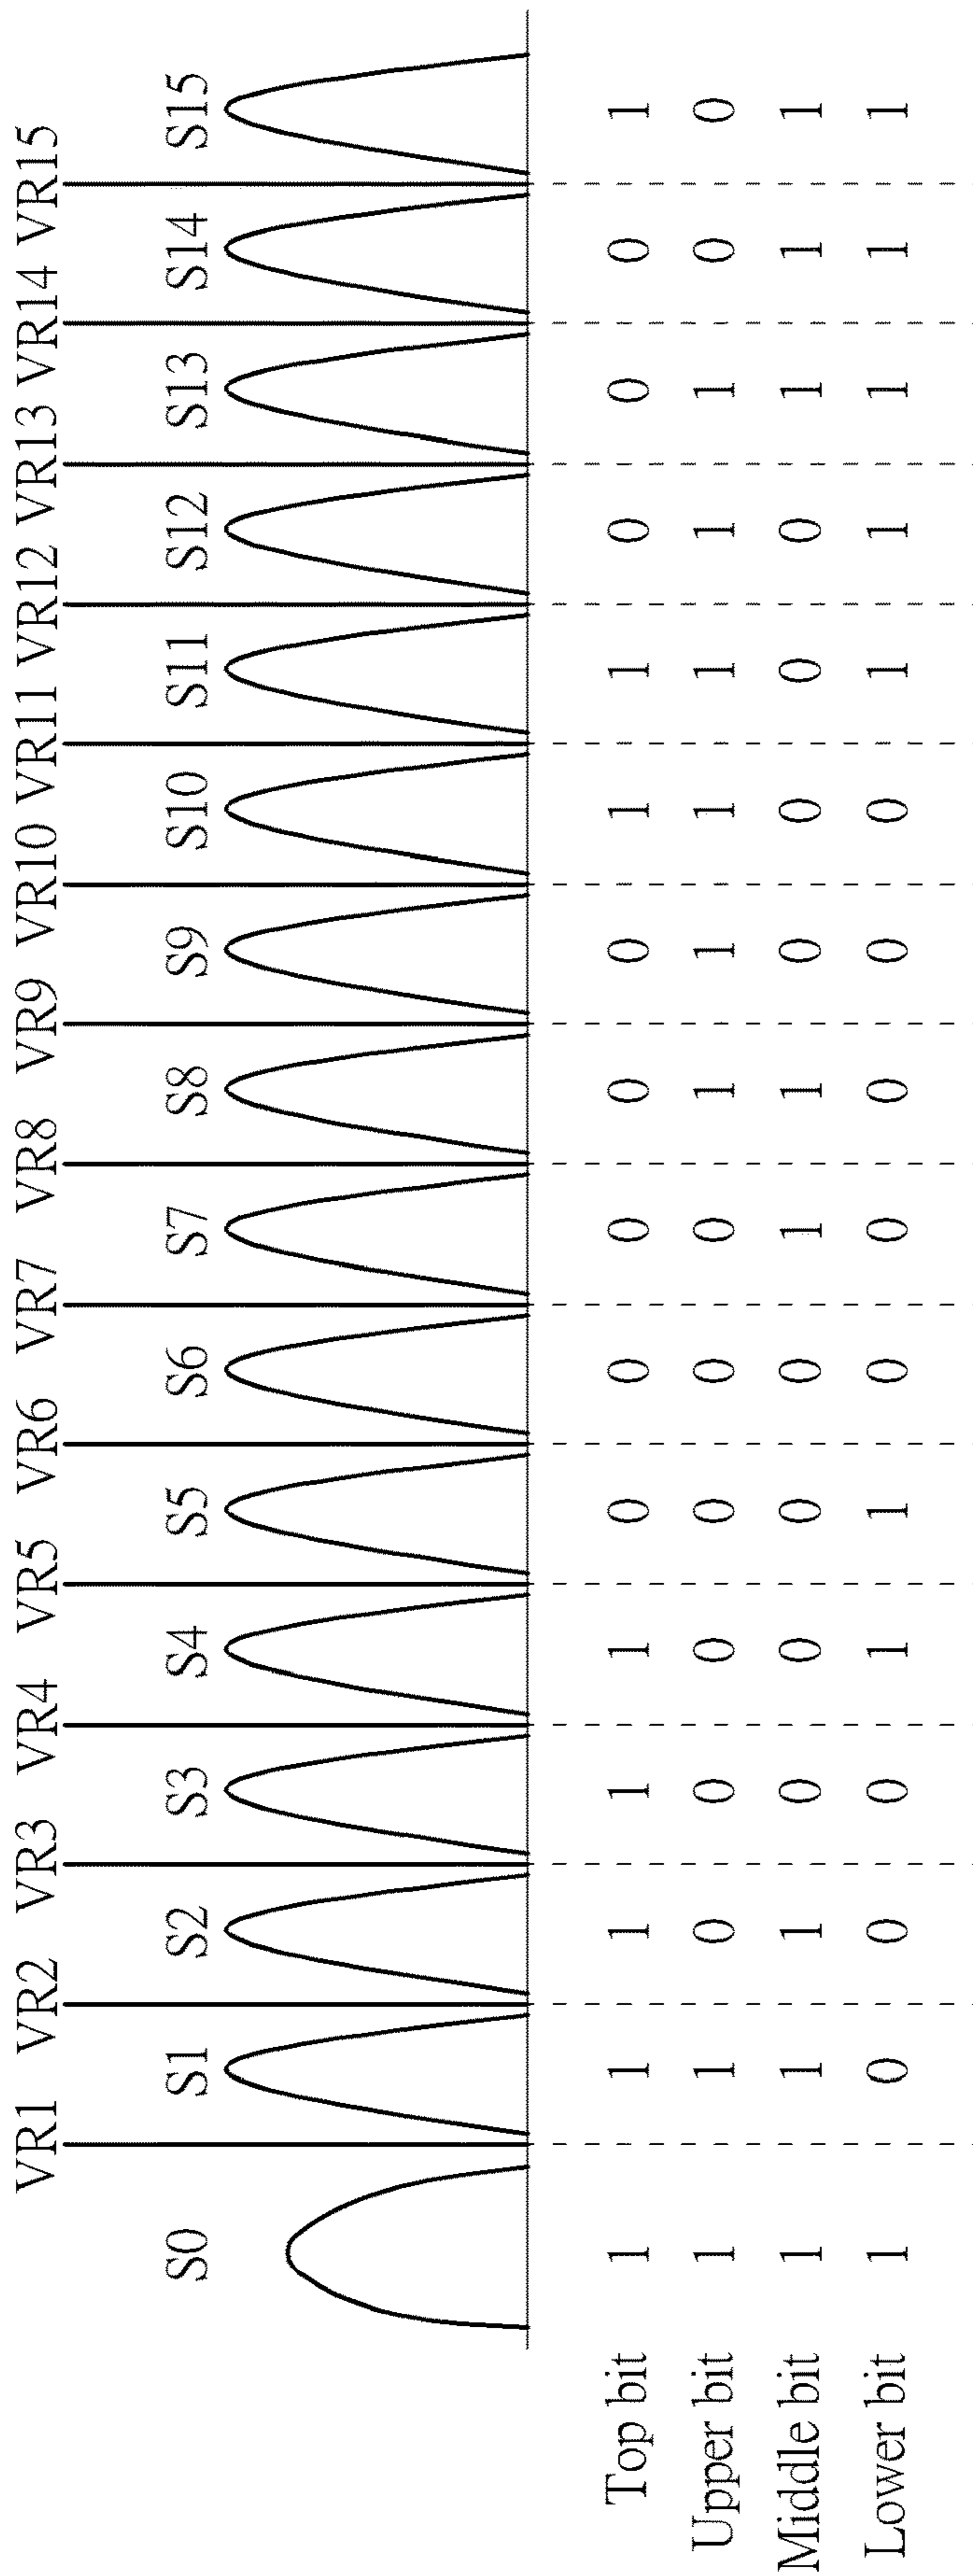 VR1 VR2 VR3 VR4 VR5 VR6 VR7 VR8 VR9 VR10 VR11 VR12 VR13 VR14 VR15
S0 S1 S2 S3 S4 S5 S6 S7 S8 S9 S10 S11 S12 S13 S14 S15
Top bit 1 1 1 1 1 0 0 0 0 0 1 1 0 0 0 1
Upper bit 1 1 0 0 0 0 0 0 1 1 1 1 1 1 0 0
Middle bit 1 1 1 0 0 0 0 1 1 0 0 0 0 1 1 1
Lower bit 1 0 0 0 1 1 0 0 0 0 0 1 1 1 1 1